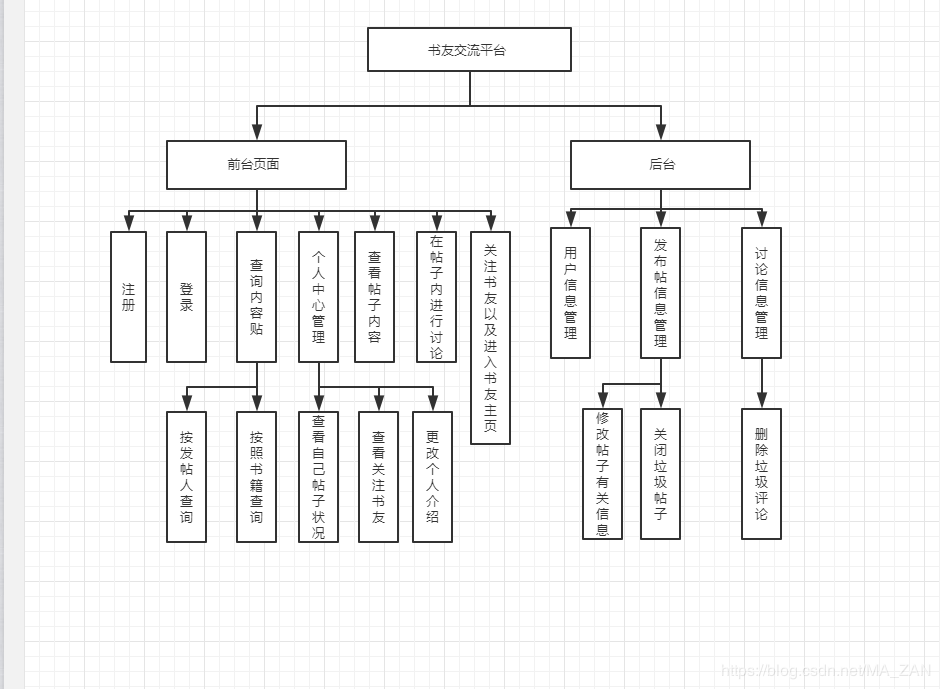 书友交流平台
前台页面
后台
注册
登录
查询内容贴
个人中心管理
查看帖子内容
在帖子内进行讨论
关注书友以及进入书友主页
用户信息管理
发布帖信息管理
讨论信息管理
按发帖人查询
按照书籍查询
查看自己帖子状况
查看关注书友
更改个人介绍
修改帖子有关信息
关闭垃圾帖子
删除垃圾评论
https://blog.csdn.net/MA_ZAN